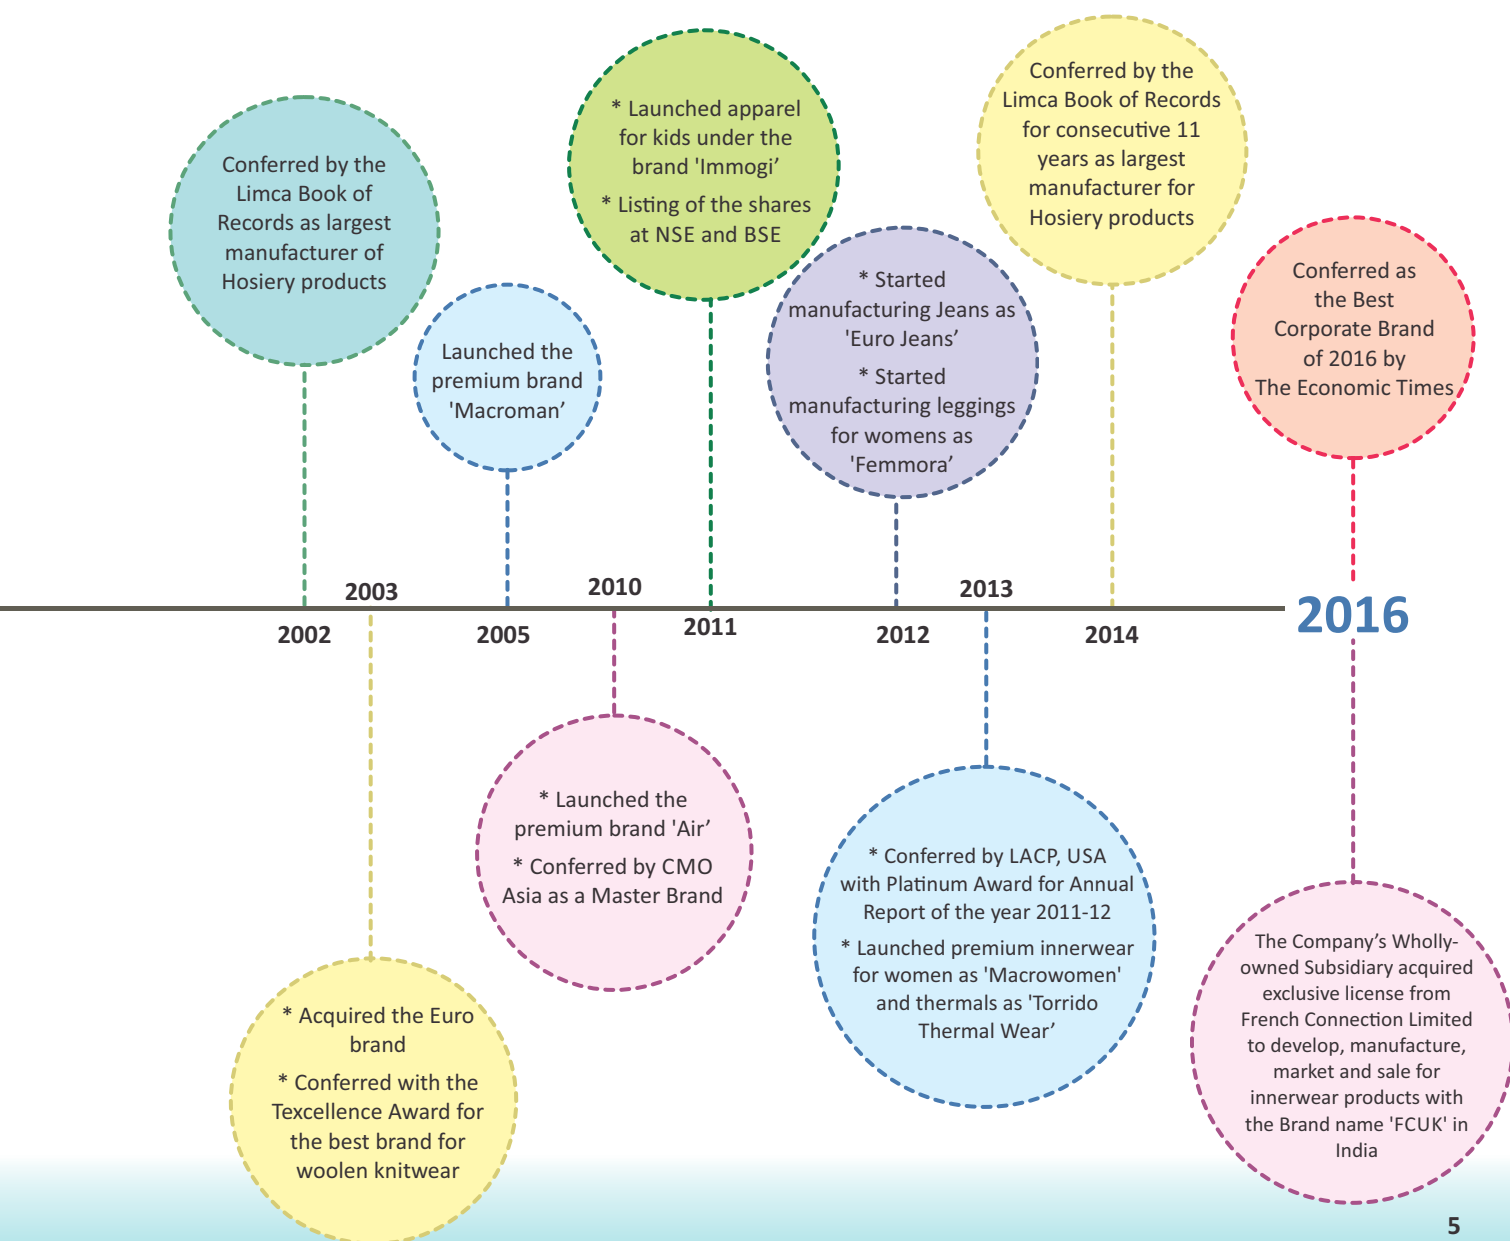 Conferred by the
Limca Book of
Records as largest
manufacturer of
Hosiery products
Launched the
premium brand
'Macroman’
* Launched apparel
for kids under the
brand 'Immogi’
* Listing of the shares
at NSE and BSE
* Started
manufacturing Jeans as
'Euro Jeans’
* Started
manufacturing leggings
for womens as
'Femmora’
Conferred by the
Limca Book of Records
for consecutive 11
years as largest
manufacturer for
Hosiery products
Conferred as
the Best
Corporate Brand
of 2016 by
The Economic Times
2002
2003
2005
2010
2011
2012
2013
2014
2016
* Acquired the Euro
brand
* Conferred with the
Texcellence Award for
the best brand for
woolen knitwear
* Launched the
premium brand 'Air’
* Conferred by CMO
Asia as a Master Brand
* Conferred by LACP, USA
with Platinum Award for Annual
Report of the year 2011-12
* Launched premium innerwear
for women as 'Macrowomen'
and thermals as 'Torrido
Thermal Wear’
The Company’s Wholly-
owned Subsidiary acquired
exclusive license from
French Connection Limited
to develop, manufacture,
market and sale for
innerwear products with
the Brand name 'FCUK' in
India
5